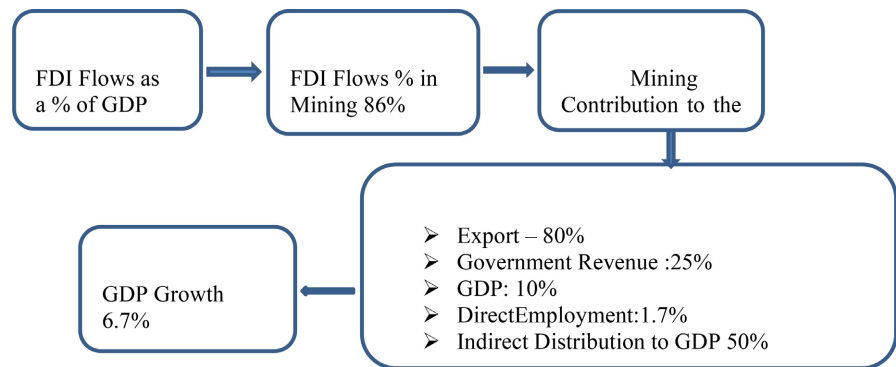 FDI Flows as
a % of GDP
FDI Flows % in
Mining 86%
Mining
Contribution to the
➢ Export – 80%
➢ Government Revenue :25%
➢ GDP: 10%
➢ DirectEmployment:1.7%
➢ Indirect Distribution to GDP 50%
GDP Growth
6.7%